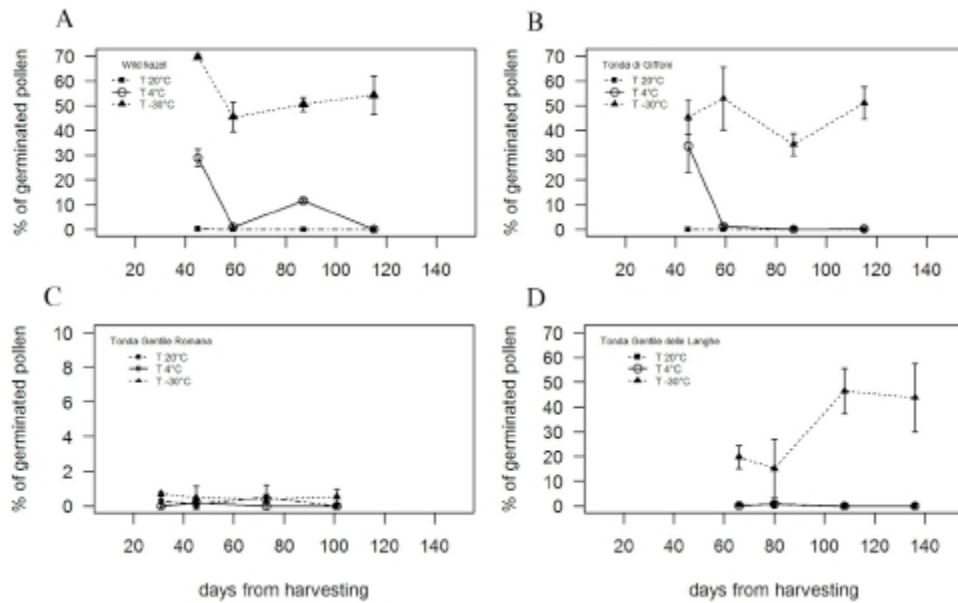 A
% of germinated pollen
70
60
50
40
30
20
10
0
Wild hazel
T 20°C
T 4°C
T -30°C
20 40 60 80 100 120 140
B
% of germinated pollen
70
60
50
40
30
20
10
0
Tonda di Giffoni
T 20°C
T 4°C
T -30°C
20 40 60 80 100 120 140
C
% of germinated pollen
10
8
6
4
2
0
Tonda Gentile Romana
T 20°C
T 4°C
T -30°C
20 40 60 80 100 120 140
days from harvesting
D
% of germinated pollen
70
60
50
40
30
20
10
0
Tonda Gentile delle Langhe
T 20°C
T 4°C
T -30°C
20 40 60 80 100 120 140
days from harvesting